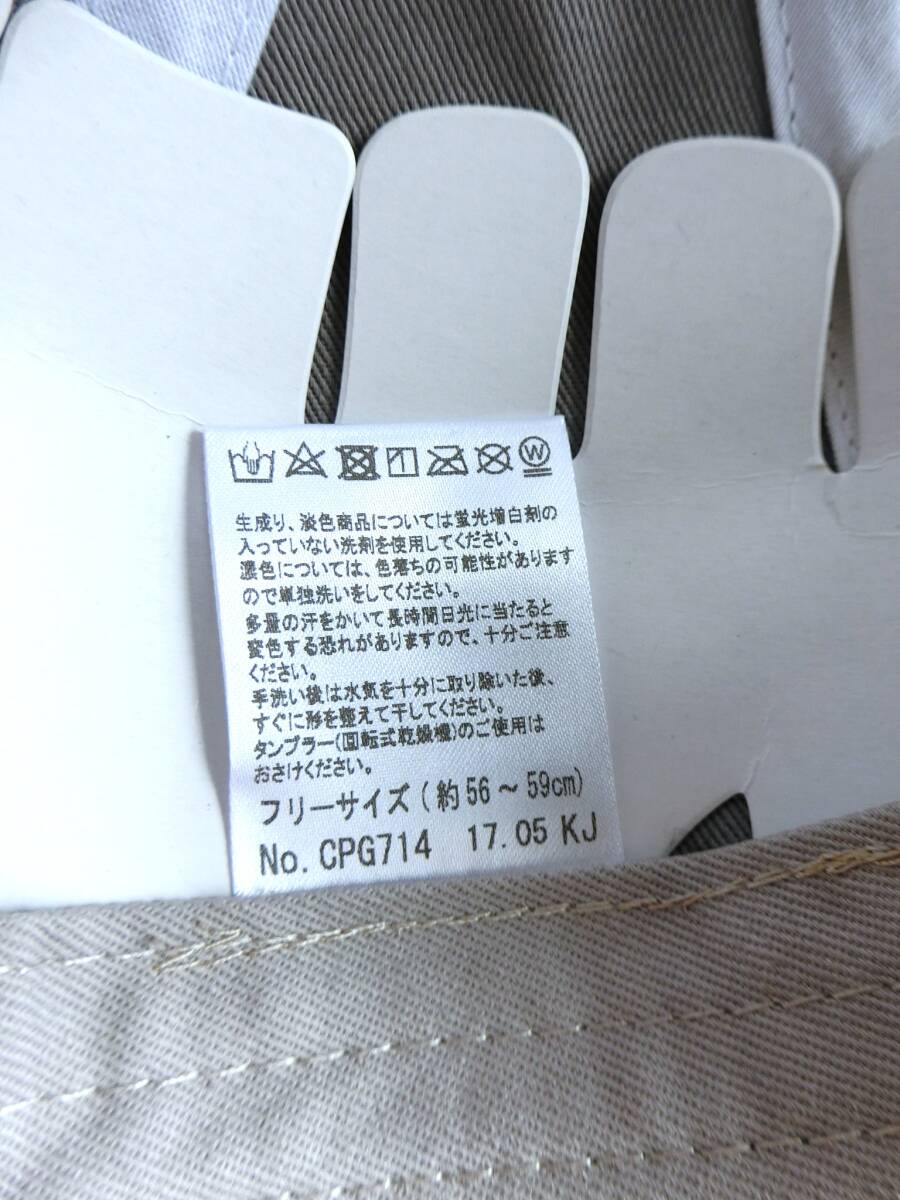 W
生成り、淡色商品については蛍光増白剤の
入っていない洗剤を使用してください。
濃色については、色落ちの可能性があります
ので単独洗いをしてください。
多量の汗をかいて長時間日光に当たると
変色する恐れがありますので、十分ご注意
ください。
手洗い後は水気を十分に取り除いた後、
すぐに形を整えて干してください。
タンブラー(回転式乾燥機)のご使用は
おさけください。
フリーサイズ(約56～59cm)
No. CPG714 17.05 KJ